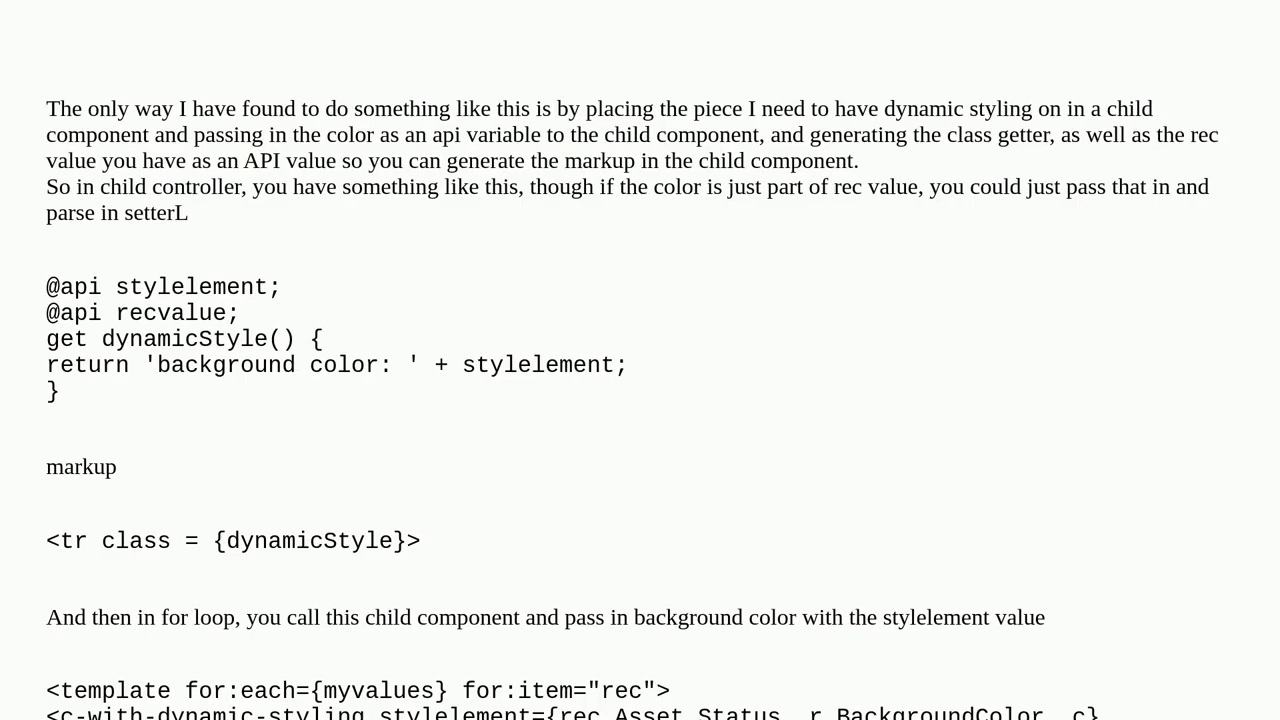 The only way I have found to do something like this is by placing the piece I need to have dynamic styling on in a child
component and passing in the color as an api variable to the child component, and generating the class getter, as well as the rec
value you have as an API value so you can generate the markup in the child component.
So in child controller, you have something like this, though if the color is just part of rec value, you could just pass that in and
parse in setterL
@api stylelement;
@api recvalue;
get dynamicStyle() {
return 'background color: ' + stylelement;
}
markup
<tr class = {dynamicStyle}>
And then in for loop, you call this child component and pass in background color with the stylelement value
<template for:each={myvalues} for:item="rec">
<c-with-dynamic-styling stylelement={rec.Asset_Status__r.BackgroundColor__c}